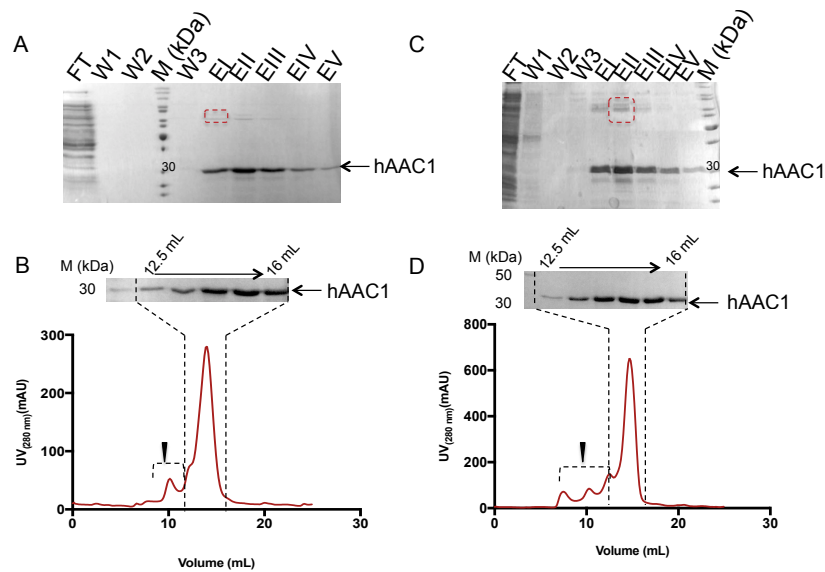 A
FT W1 W2 M (kDa) W3 EI EII EIII EIV EV
30
hAAC1
B
12.5 mL
16 mL
M (kDa)
30
hAAC1
300
200
100
0
UV(280 nm)(mAU)
0
10
20
30
Volume (mL)
C
FT W1 W2 W3 EI EII EIII EIV EV M (kDa)
30
hAAC1
D
12.5 mL
16 mL
M (kDa)
50
30
hAAC1
800
600
400
200
0
UV(280 nm)(mAU)
0
10
20
30
Volume (mL)